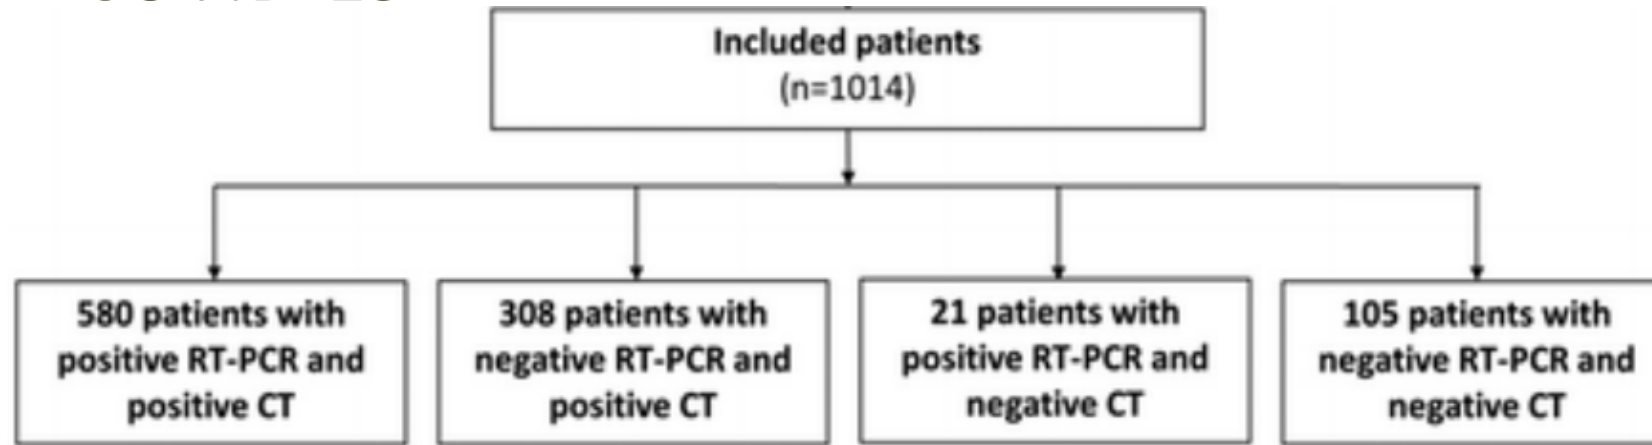 Included patients
(n=1014)
580 patients with
positive RT-PCR and
positive CT
308 patients with
negative RT-PCR and
positive CT
21 patients with
positive RT-PCR and
negative CT
105 patients with
negative RT-PCR and
negative CT